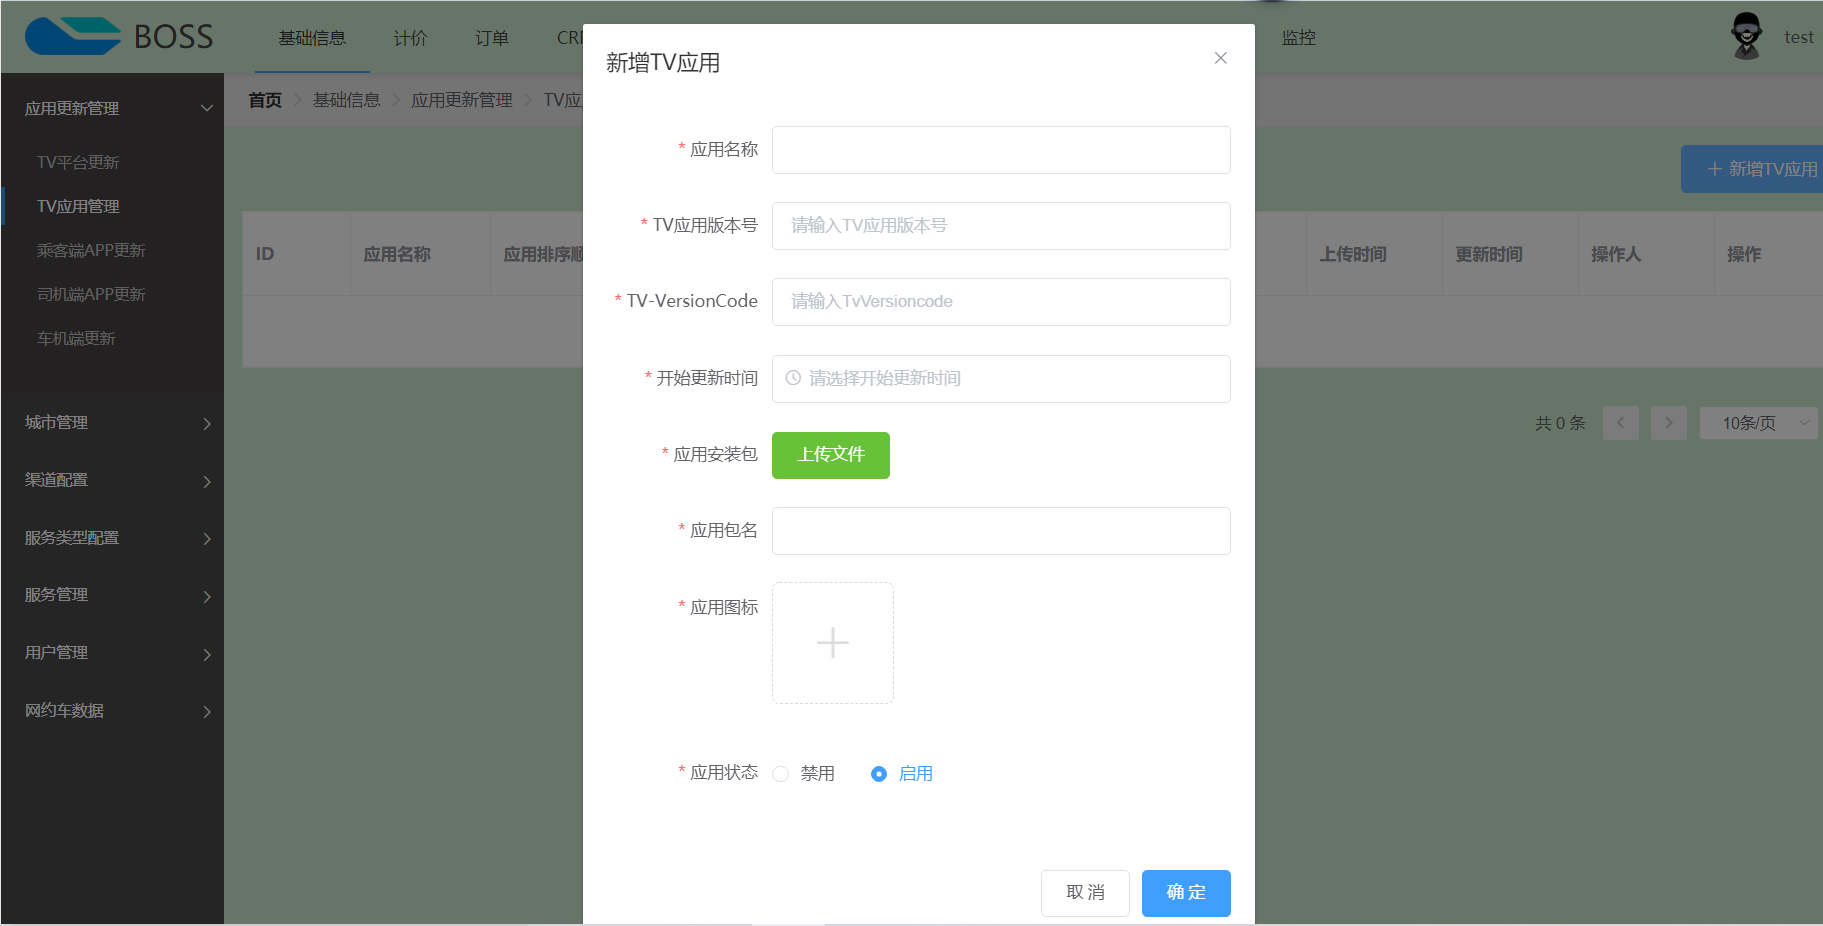 BOSS
基础信息
计价
订单
CR
监控
test
应用更新管理
TV平台更新
TV应用管理
乘客端APP更新
司机端APP更新
车机端更新
城市管理
渠道配置
服务类型配置
服务管理
用户管理
网约车数据
首页 > 基础信息 > 应用更新管理 > TV应
+ 新增TV应用
ID
应用名称
应用排序顺
上传时间
更新时间
操作人
操作
共 0 条
10条/页
新增TV应用
* 应用名称
* TV应用版本号
请输入TV应用版本号
* TV-VersionCode
请输入TvVersioncode
* 开始更新时间
请选择开始更新时间
* 应用安装包
上传文件
* 应用包名
* 应用图标
* 应用状态
禁用
启用
取消
确定